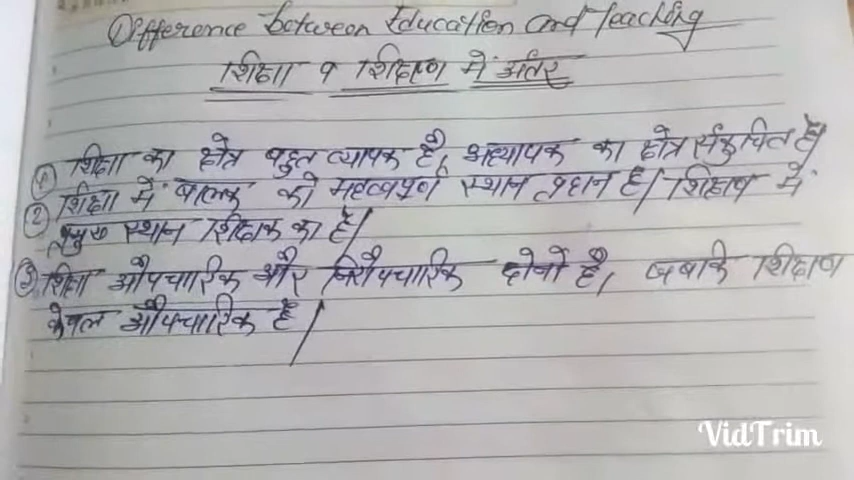 Difference between Education and Teaching
शिक्षा व शिक्षण में अंतर
① शिक्षा का क्षेत्र बहुत व्यापक है, अध्यापक का क्षेत्र संकुचित है।
② शिक्षा में बालक को महत्वपूर्ण स्थान प्रदान है। शिक्षण में
प्रमुख स्थान शिक्षक का है।
③ शिक्षा औपचारिक और निरौपचारिक दोनों है, जबकि शिक्षण
केवल औपचारिक है।
VidTrim